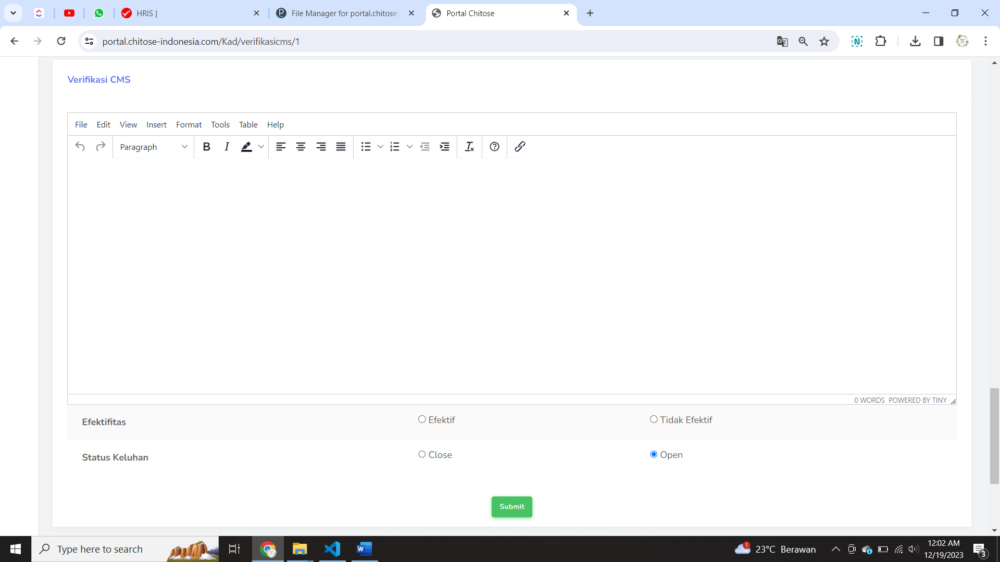 HRIS |
File Manager for portal.chitose-
Portal Chitose
portal.chitose-indonesia.com/Kad/verifikasicms/1
Verifikasi CMS
File Edit View Insert Format Tools Table Help
Paragraph
0 WORDS POWERED BY TINY
Efektifitas
Efektif
Tidak Efektif
Status Keluhan
Close
Open
Submit
Type here to search
1
23°C Berawan
12:02 AM
12/19/2023
3